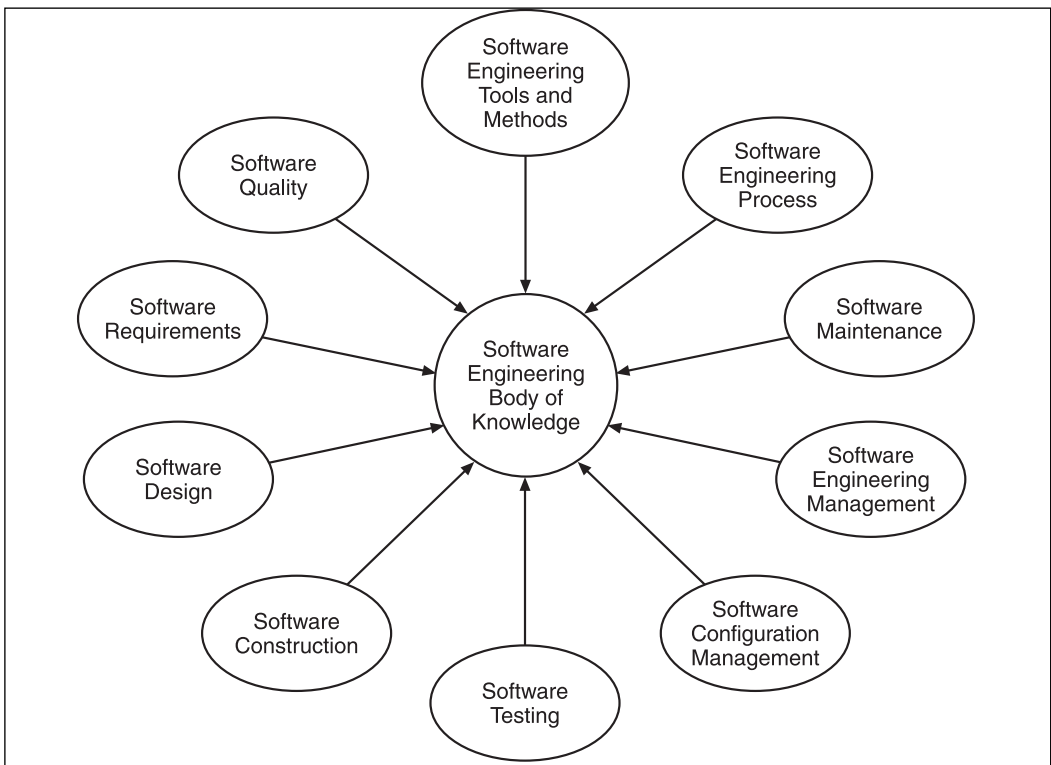 Software
Engineering
Tools and
Methods
Software
Quality
Software
Engineering
Process
Software
Requirements
Software
Maintenance
Software
Engineering
Body of
Knowledge
Software
Design
Software
Engineering
Management
Software
Construction
Software
Configuration
Management
Software
Testing